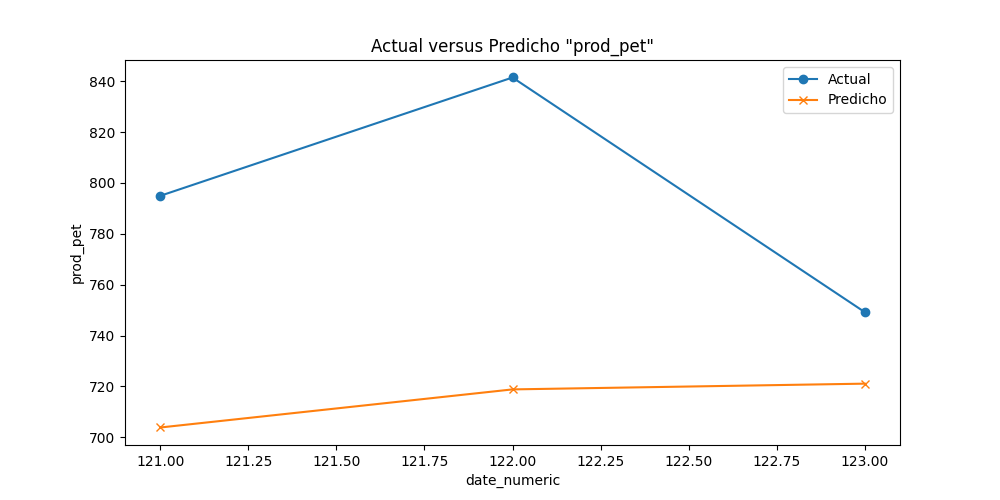 Actual versus Predicho "prod_pet"
Actual
Predicho
prod_pet
840
820
800
780
760
740
720
700
121.00 121.25 121.50 121.75 122.00 122.25 122.50 122.75 123.00
date_numeric